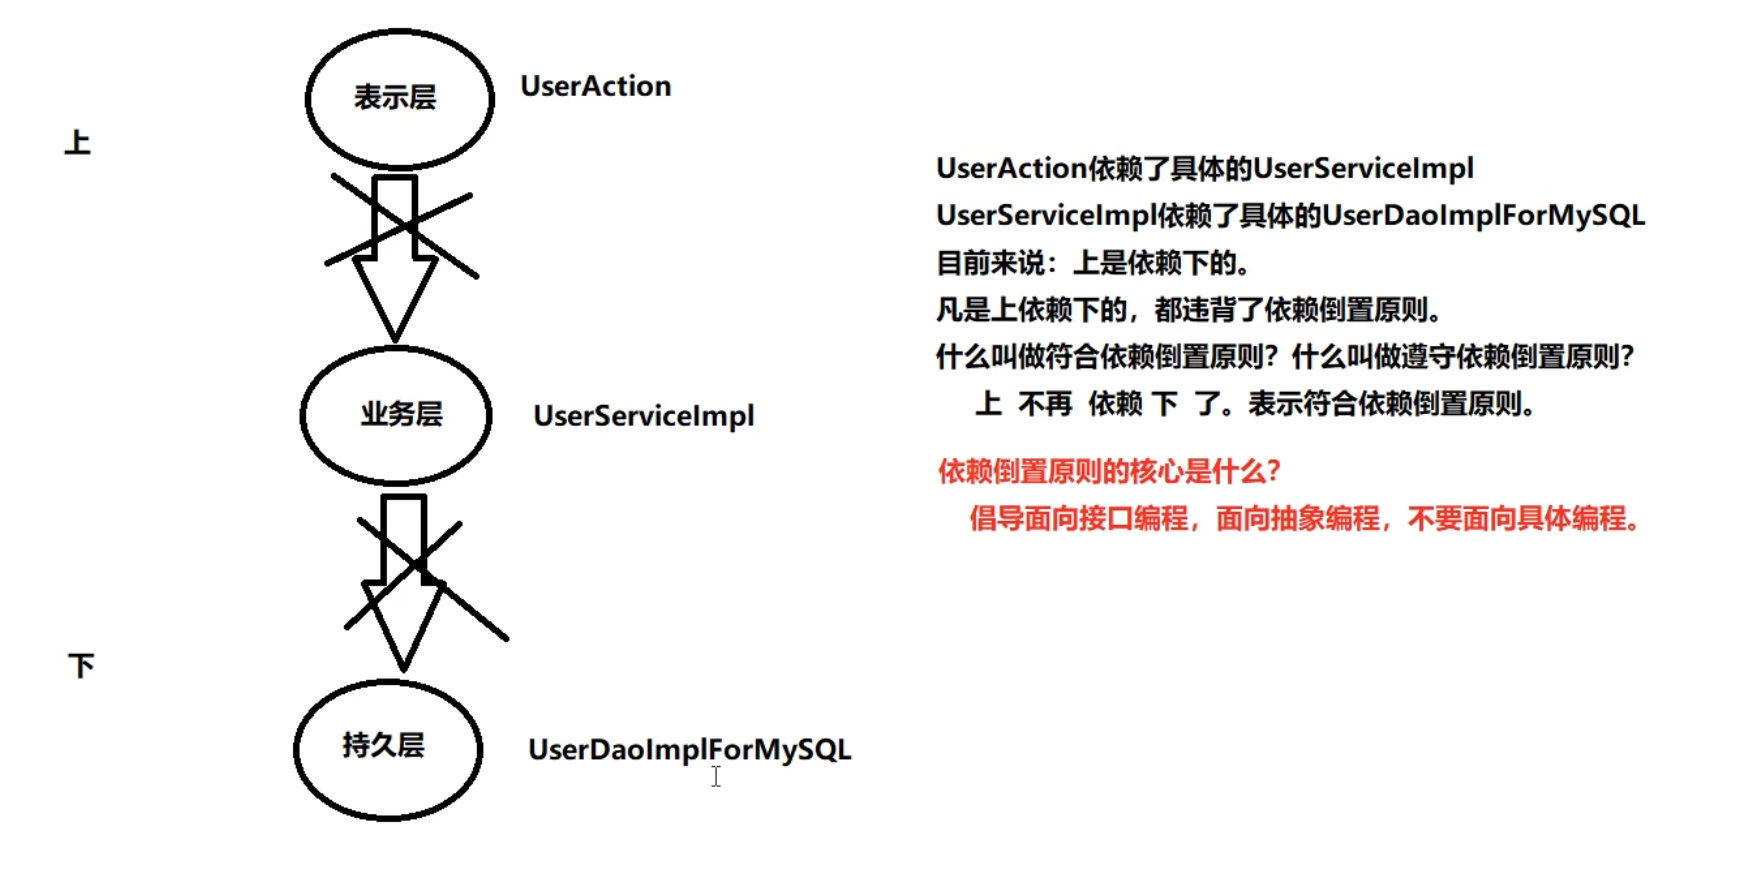 表示层
UserAction
上
业务层
UserServiceImpl
下
持久层
UserDaoImplForMySQL
UserAction依赖了具体的UserServiceImpl
UserServiceImpl依赖了具体的UserDaoImplForMySQL
目前来说：上是依赖下的。
凡是上依赖下的，都违背了依赖倒置原则。
什么叫做符合依赖倒置原则？什么叫做遵守依赖倒置原则？
上 不再 依赖 下 了。表示符合依赖倒置原则。
依赖倒置原则的核心是什么？
倡导面向接口编程，面向抽象编程，不要面向具体编程。